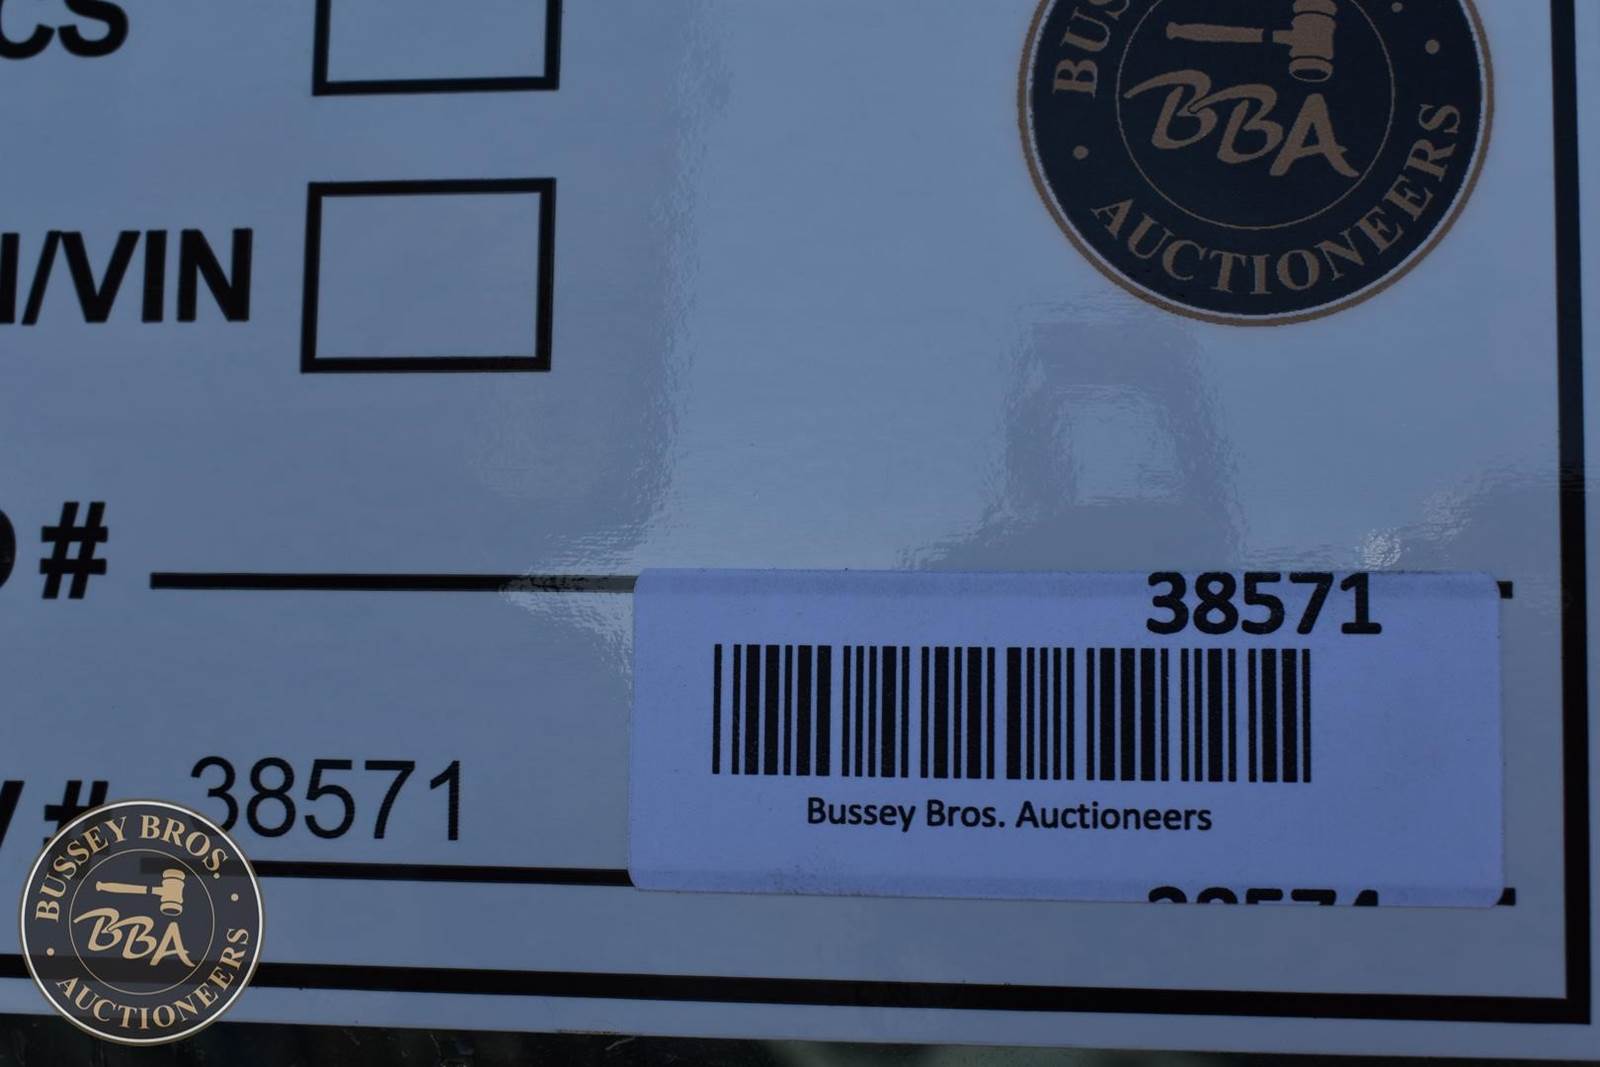 CS
BUS
BBA
AUCTIONEERS
/VIN
#
38571
Bussey Bros. Auctioneers
#
38571
BUSSEY BROS.
BBA
AUCTIONEERS